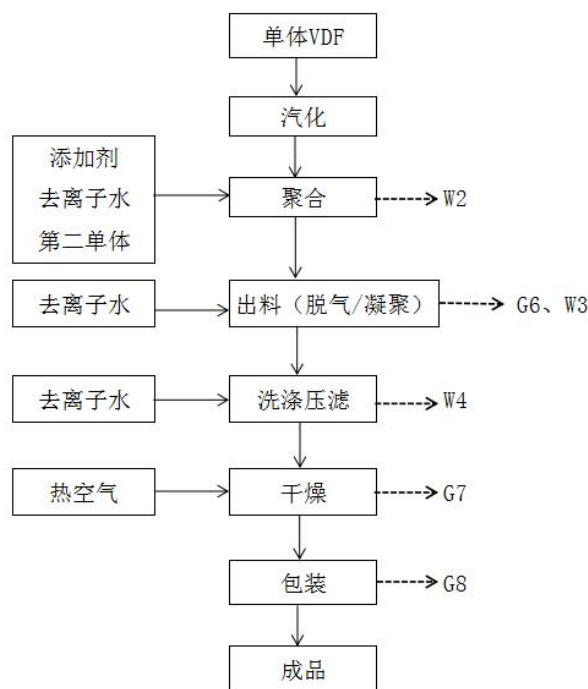 单体VDF
汽化
添加剂
去离子水
第二单体
聚合
W2
去离子水
出料（脱气/凝聚）
G6、W3
去离子水
洗涤压滤
W4
热空气
干燥
G7
包装
G8
成品